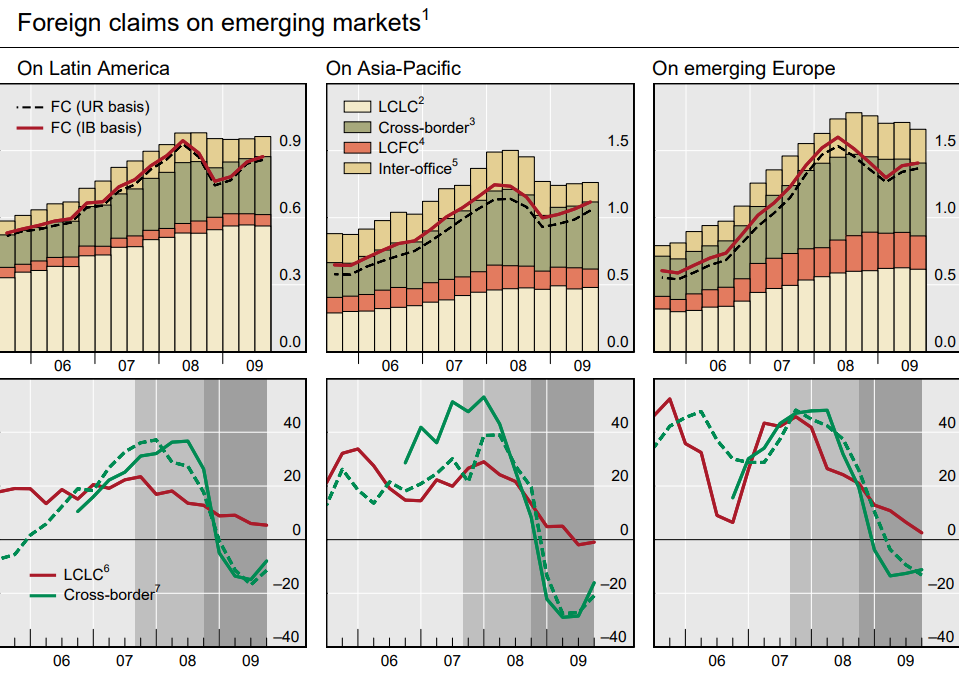 Foreign claims on emerging markets1
On Latin America
FC (UR basis)
FC (IB basis)
0.9
0.6
0.3
0.0
06 07 08 09
On Asia-Pacific
LCLC2
Cross-border3
LCFC4
Inter-office5
1.5
1.0
0.5
0.0
06 07 08 09
On emerging Europe
1.5
1.0
0.5
0.0
06 07 08 09
40
20
0
–20
–40
LCLC6
Cross-border7
06 07 08 09
40
20
0
–20
–40
06 07 08 09
40
20
0
–20
–40
06 07 08 09